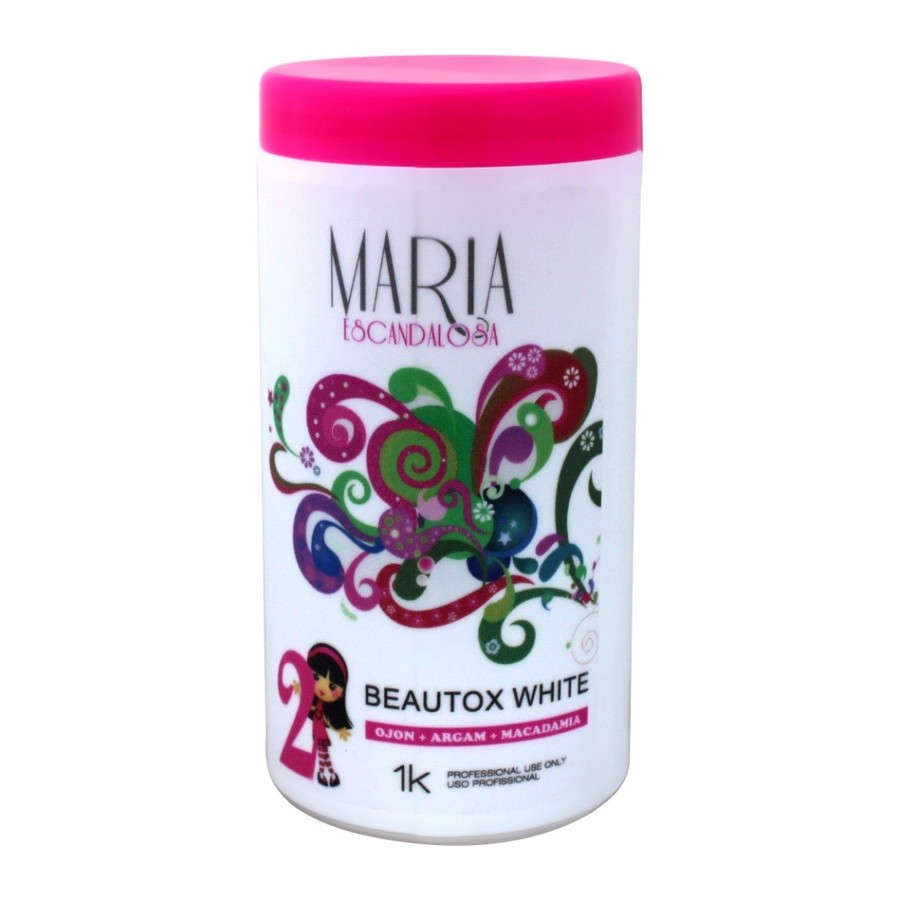 MARIA
ESCANDALOSA
2
BEAUTOX WHITE
OJON + ARGAM + MACADAMIA
1K
PROFESSIONAL USE ONLY
USO PROFISSIONAL